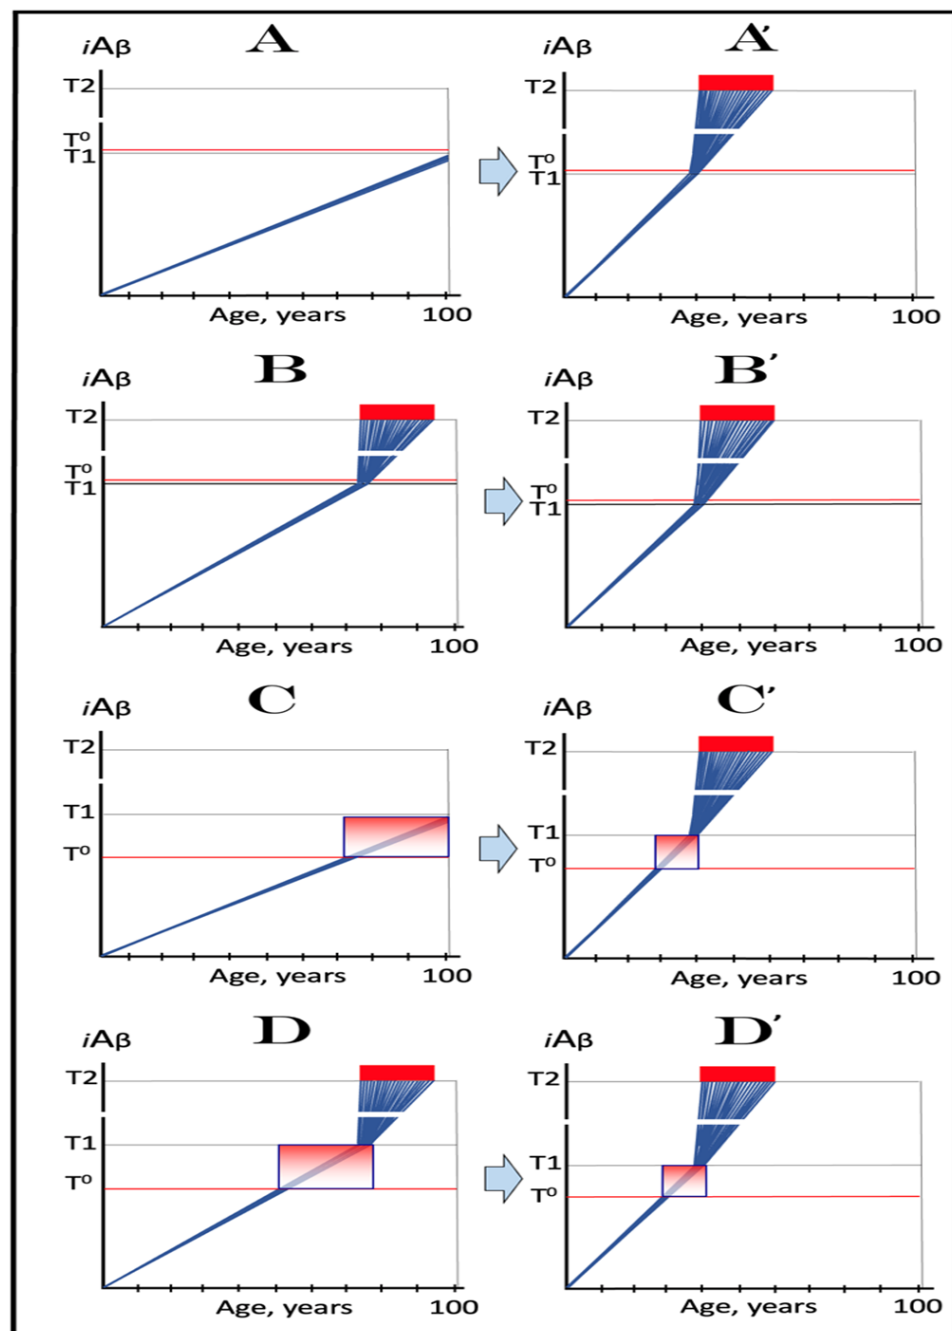 A
A′
iAβ
iAβ
T2
T2
T⁰
T1
T⁰
T1
Age, years
100
Age, years
100
B
B′
iAβ
iAβ
T2
T2
T⁰
T1
T⁰
T1
Age, years
100
Age, years
100
C
C′
iAβ
iAβ
T2
T2
T1
T1
T⁰
T⁰
Age, years
100
Age, years
100
D
D′
iAβ
iAβ
T2
T2
T1
T1
T⁰
T⁰
Age, years
100
Age, years
100